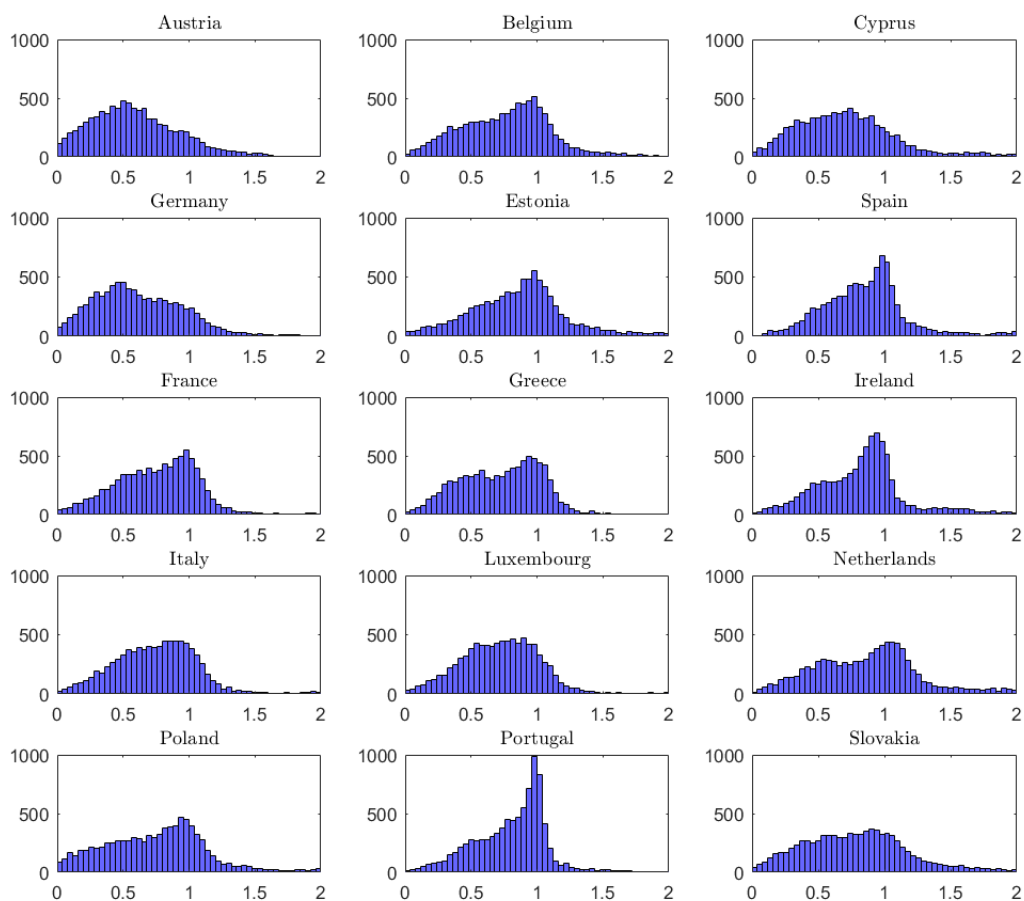 Austria Belgium Cyprus
1000 1000 1000
500 500 500
0 0 0
0 0.5 1 1.5 2 0 0.5 1 1.5 2 0 0.5 1 1.5 2
Germany Estonia Spain
1000 1000 1000
500 500 500
0 0 0
0 0.5 1 1.5 2 0 0.5 1 1.5 2 0 0.5 1 1.5 2
France Greece Ireland
1000 1000 1000
500 500 500
0 0 0
0 0.5 1 1.5 2 0 0.5 1 1.5 2 0 0.5 1 1.5 2
Italy Luxembourg Netherlands
1000 1000 1000
500 500 500
0 0 0
0 0.5 1 1.5 2 0 0.5 1 1.5 2 0 0.5 1 1.5 2
Poland Portugal Slovakia
1000 1000 1000
500 500 500
0 0 0
0 0.5 1 1.5 2 0 0.5 1 1.5 2 0 0.5 1 1.5 2